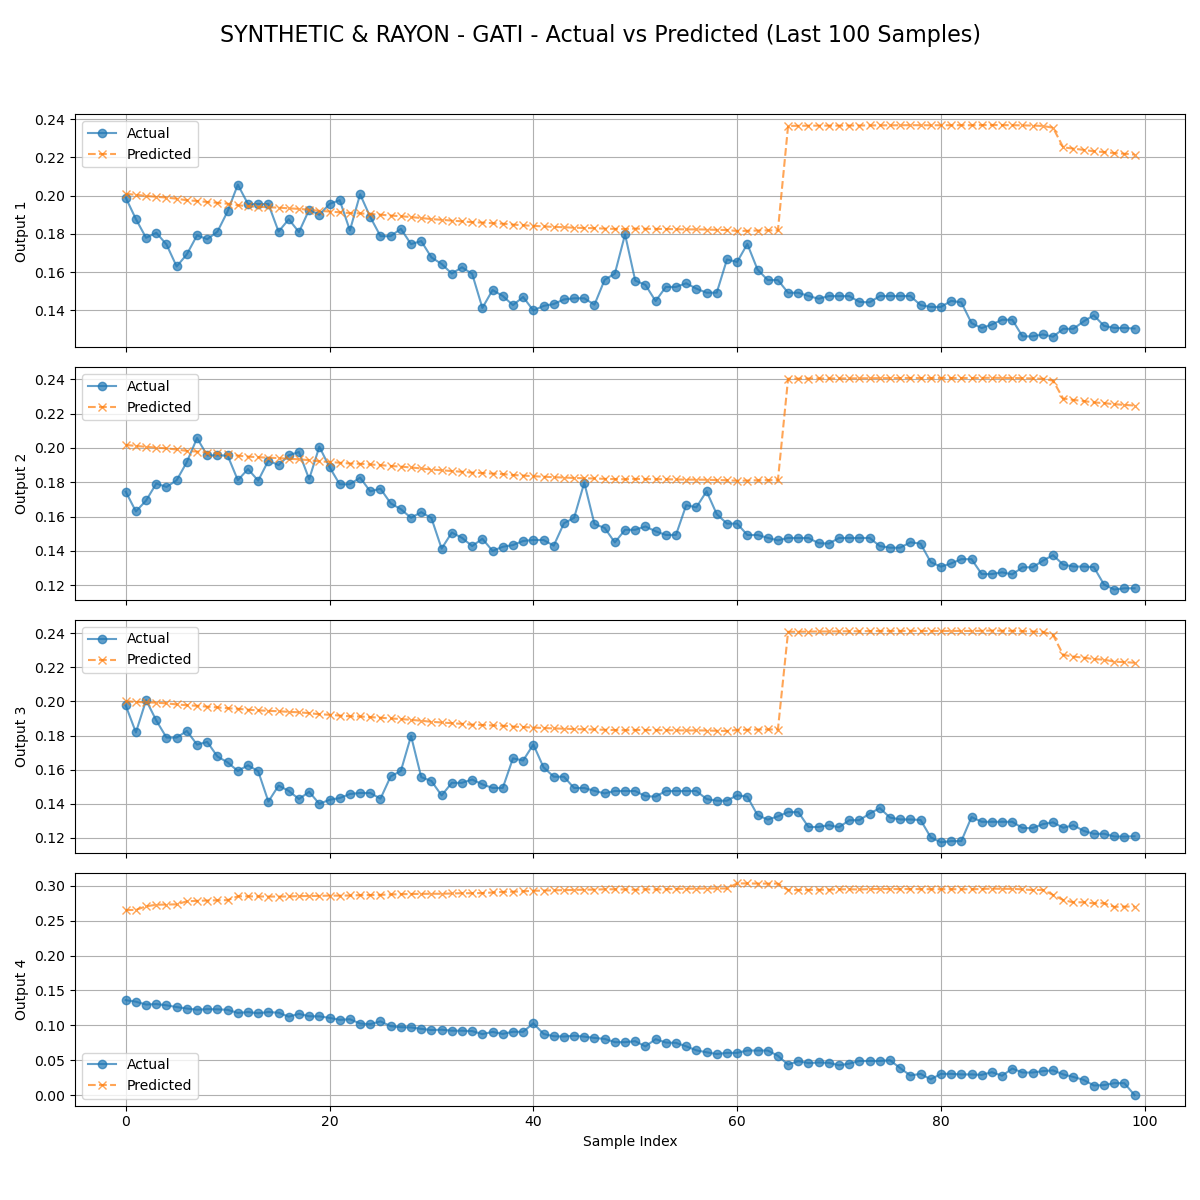 SYNTHETIC & RAYON - GATI - Actual vs Predicted (Last 100 Samples)
0.24
0.22
0.20
0.18
0.16
0.14
Output 1
Actual
Predicted
0.24
0.22
0.20
0.18
0.16
0.14
0.12
Output 2
Actual
Predicted
0.24
0.22
0.20
0.18
0.16
0.14
0.12
Output 3
Actual
Predicted
0.30
0.25
0.20
0.15
0.10
0.05
0.00
Output 4
Actual
Predicted
0 20 40 60 80 100
Sample Index